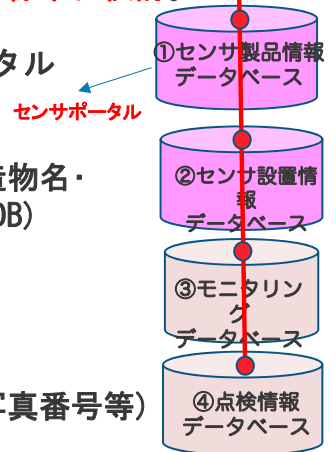 タル
①センサ製品情報
データベース
センサポータル
造物名・
DB)
②センサ設置情
報
データベース
③モニタリン
グ
データベース
写真番号等)
④点検情報
データベース